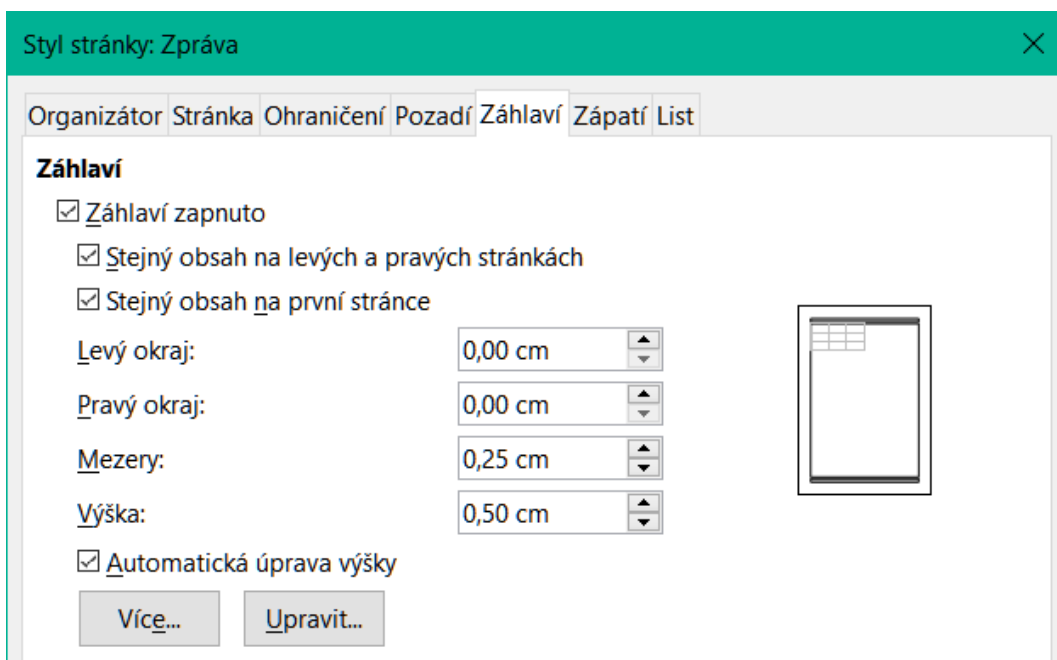 Styl stránky: Zpráva
Organizátor Stránka Ohraničení Pozadí Záhlaví Zápatí List
Záhlaví
Záhlaví zapnuto
Stejný obsah na levých a pravých stránkách
Stejný obsah na první stránce
Levý okraj: 0,00 cm
Pravý okraj: 0,00 cm
Mezery: 0,25 cm
Výška: 0,50 cm
Automatická úprava výšky
Více... Upravit...